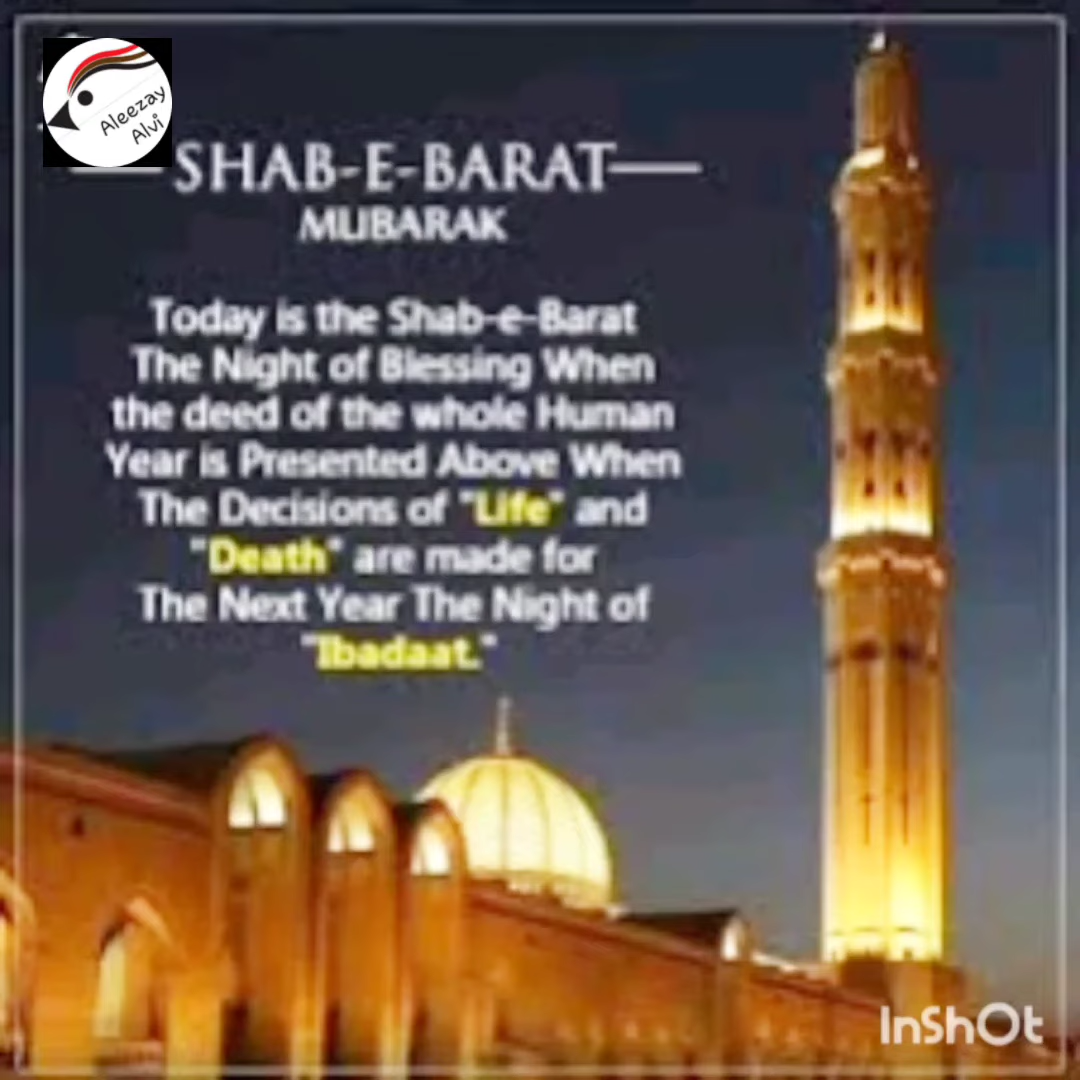 Aleezay
Alvi
SHAB-E-BARAT
MUBARAK
Today is the Shab-e-Barat
The Night of Blessing When
the deed of the whole Human
Year is Presented Above When
The Decisions of "Life" and
"Death" are made for
The Next Year The Night of
"Ibadaat."
InShOt